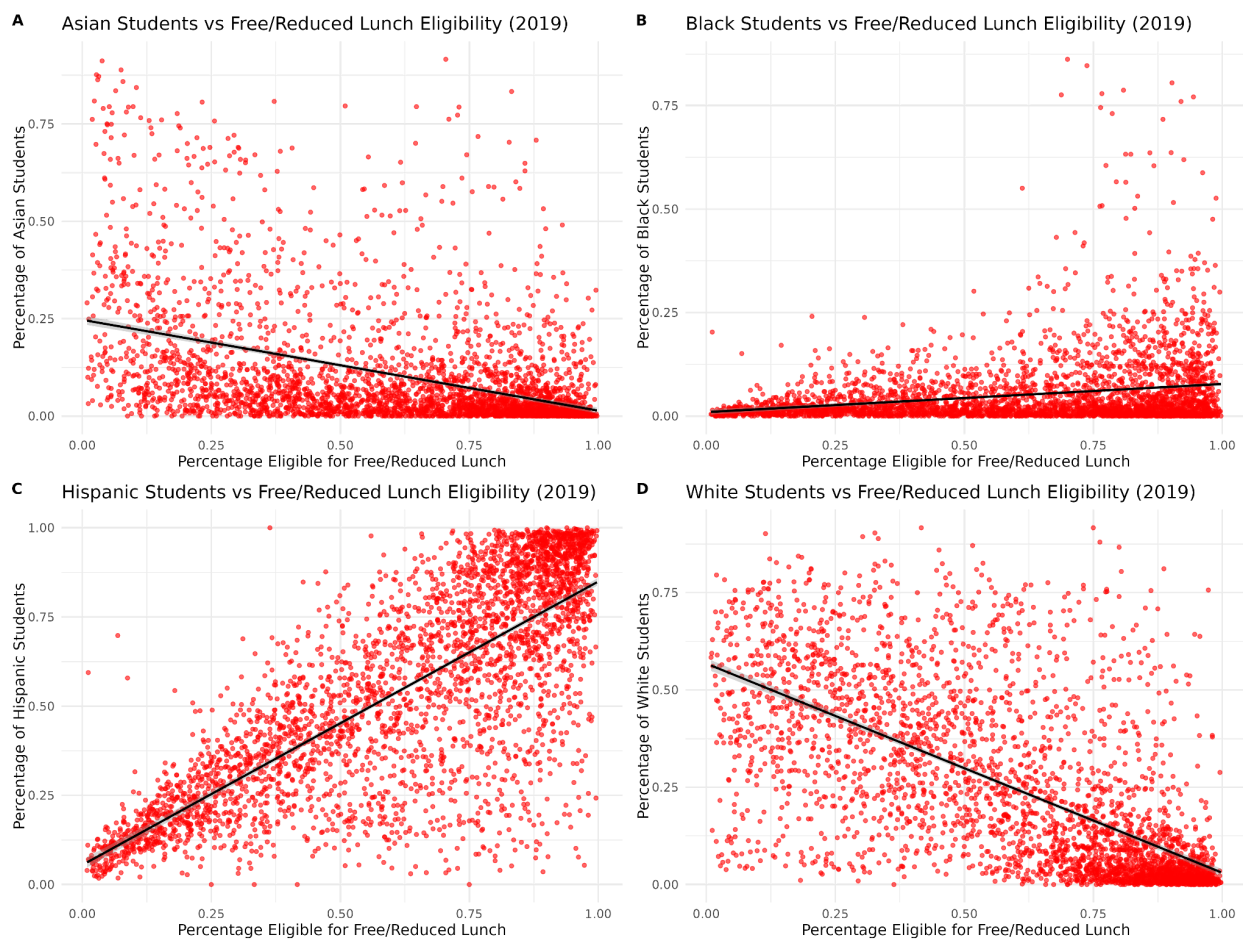 A
Asian Students vs Free/Reduced Lunch Eligibility (2019)
Percentage of Asian Students
0.75
0.50
0.25
0.00
0.00 0.25 0.50 0.75 1.00
Percentage Eligible for Free/Reduced Lunch
B
Black Students vs Free/Reduced Lunch Eligibility (2019)
Percentage of Black Students
0.75
0.50
0.25
0.00
0.00 0.25 0.50 0.75 1.00
Percentage Eligible for Free/Reduced Lunch
C
Hispanic Students vs Free/Reduced Lunch Eligibility (2019)
Percentage of Hispanic Students
1.00
0.75
0.50
0.25
0.00
0.00 0.25 0.50 0.75 1.00
Percentage Eligible for Free/Reduced Lunch
D
White Students vs Free/Reduced Lunch Eligibility (2019)
Percentage of White Students
0.75
0.50
0.25
0.00
0.00 0.25 0.50 0.75 1.00
Percentage Eligible for Free/Reduced Lunch